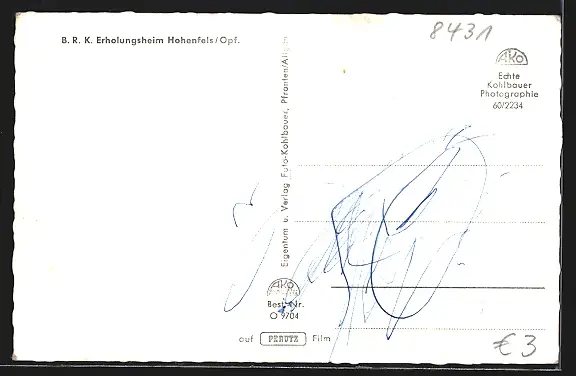 B. R. K. Erholungsheim Hohenfels/Opf.
8431
AKO
Echte
Kohlbauer
Photographie
60/2234
Eigentum u. Verlag Foto-Kohlbauer, Pfronten/Allgäu
AKO
Best. Nr.
O 9704
auf PERUTZ Film
€ 3